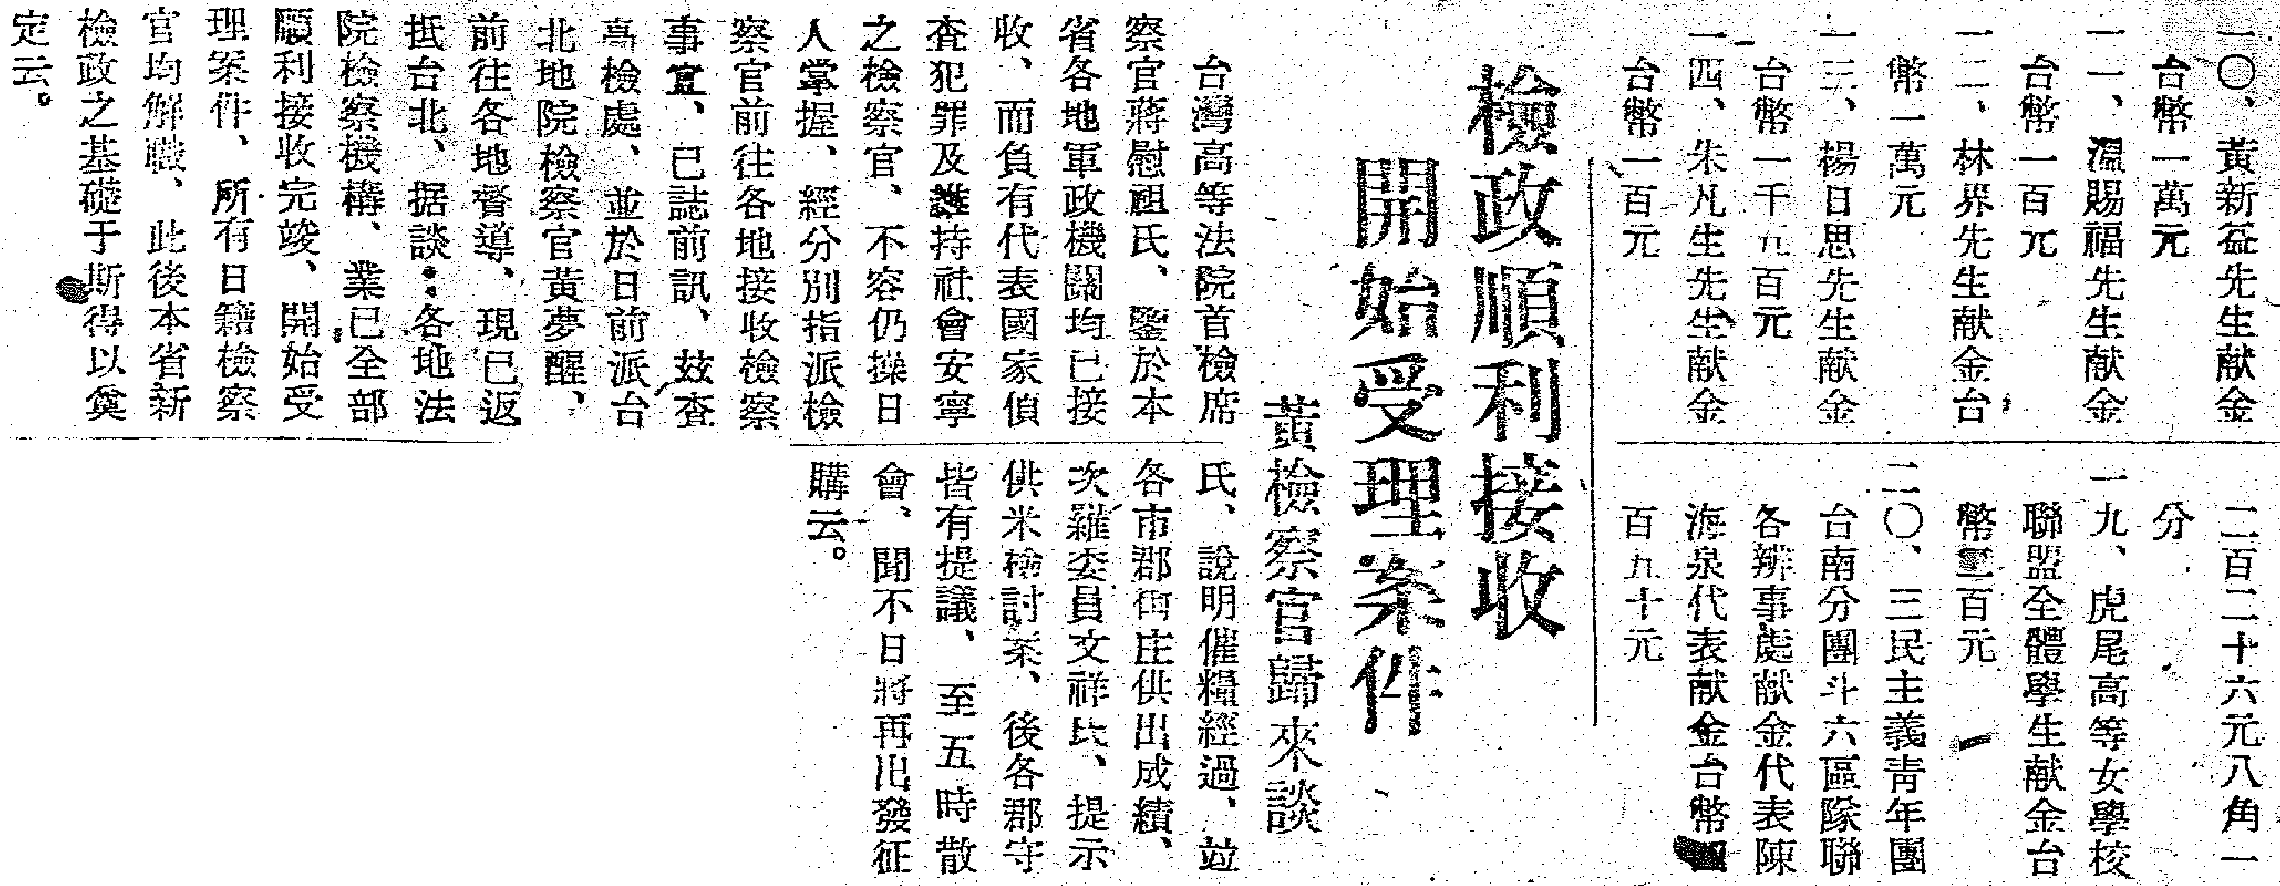 一〇、黃新益先生献金
台幣一萬元
一一、溫賜福先生献金
台幣一百元
一二、林界先生献金台
幣一萬元
一三、楊日思先生献金
台幣一千九百元
一四、朱凡生先生献金
台幣一百元
二百二十六元八角一
分
一九、虎尾高等女學校
聯盟全體學生献金台
幣三百元
二〇、三民主義靑年團
台南分團斗六區隊聯
各辦事處献金代表陳
海泉代表献金台幣
百九十元
檢政順利接收
開始受理案件
黃檢察官歸來談
台灣高等法院首檢席
察官蔣慰祖氏、鑒於本
省各地軍政機關均已接
收、而負有代表國家偵
查犯罪及維持社會安寧
之檢察官、不容仍操日
人掌握、經分別指派檢
察官前往各地接收檢察
事宜、已誌前訊、玆查
高檢處、並於日前派台
北地院檢察官黃夢醒、
前往各地督導、現已返
抵台北、据談：各地法
院檢察機構、業已全部
順利接收完竣、開始受
理案件、所有日籍檢察
官均解職、此後本省新
檢政之基礎于斯得以奠
定云。
氏、說明催糧經過、並
各市郡街庄供出成績、
次羅委員文祥氏、提示
供米檢討案、後各郡守
皆有提議、至五時散
會、聞不日將再出發征
購云。